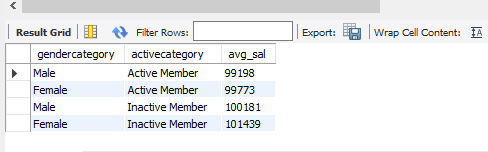 Result Grid Filter Rows: Export: Wrap Cell Content: IA
gendercategory activecategory avg_sal
Male Active Member 99198
Female Active Member 99773
Male Inactive Member 100181
Female Inactive Member 101439